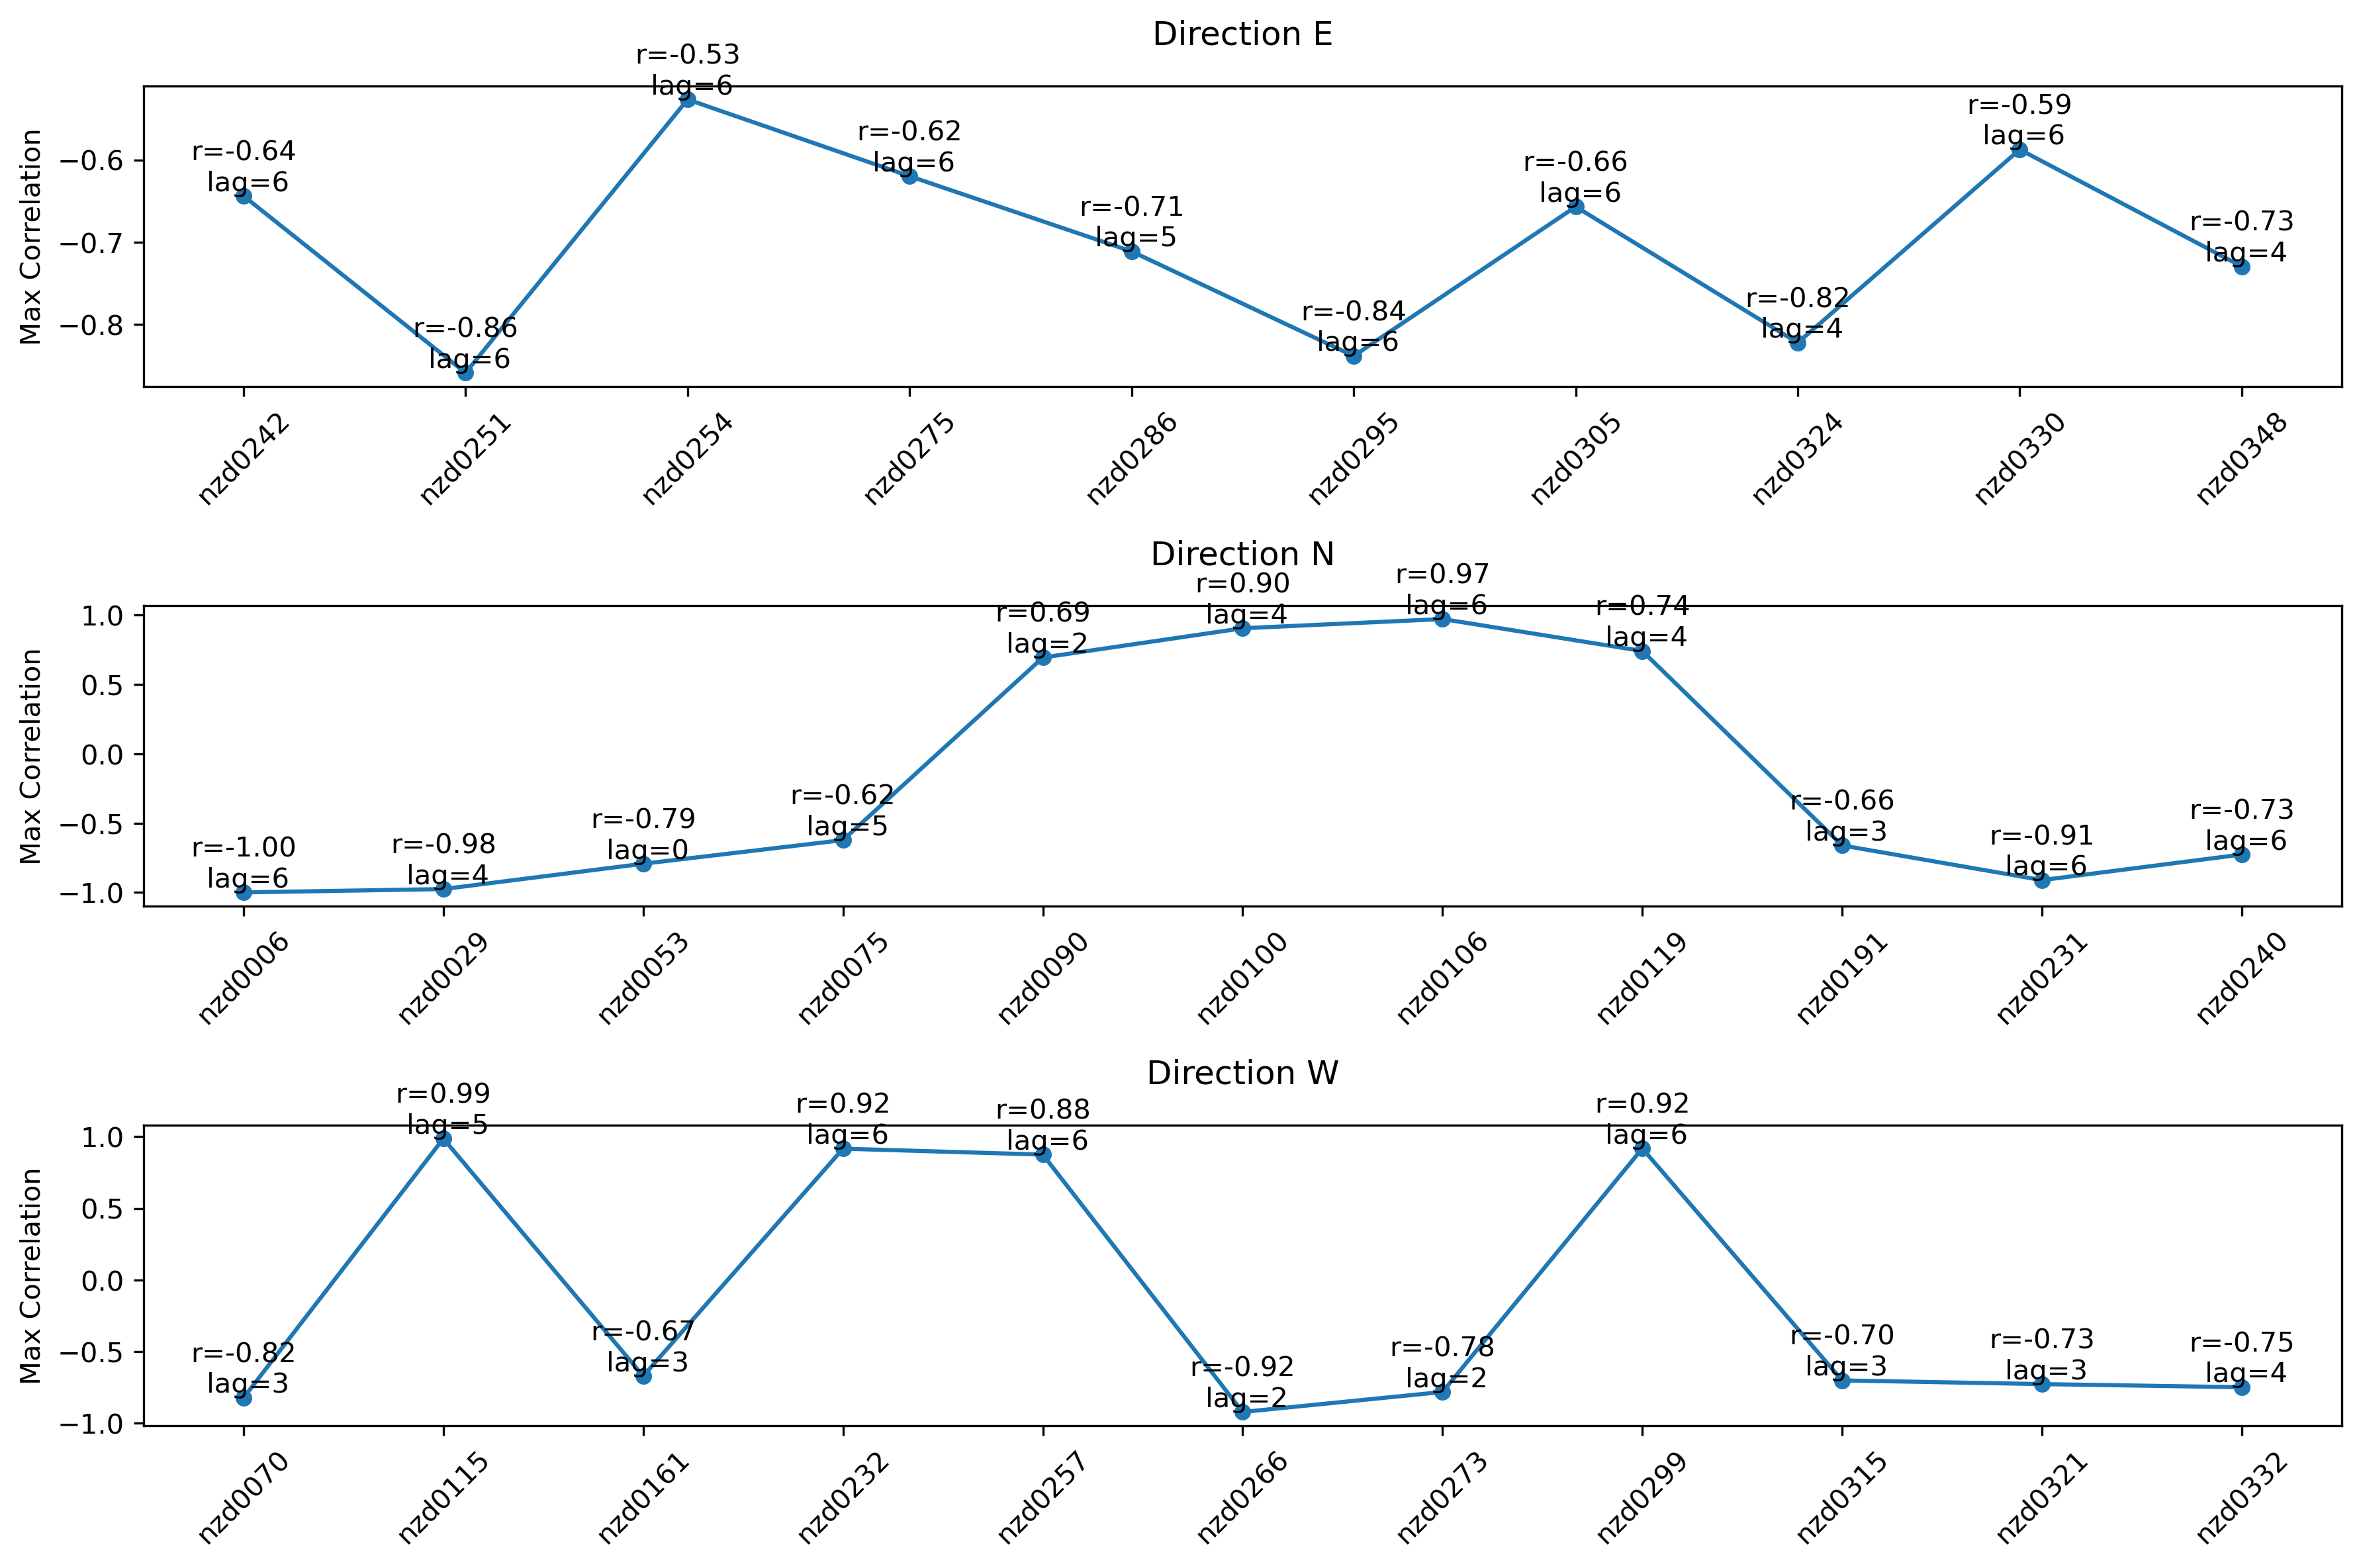 Direction E
r=-0.53
lag=6
r=-0.59
lag=6
r=-0.62
lag=6
r=-0.64
lag=6
r=-0.66
lag=6
r=-0.71
lag=5
r=-0.73
lag=4
r=-0.82
lag=4
r=-0.84
lag=6
r=-0.86
lag=6
Max Correlation
−0.6
−0.7
−0.8
nzd0242
nzd0251
nzd0254
nzd0275
nzd0286
nzd0295
nzd0305
nzd0324
nzd0330
nzd0348
Direction N
r=-1.00
lag=6
r=-0.98
lag=4
r=-0.79
lag=0
r=-0.62
lag=5
r=0.69
lag=2
r=0.90
lag=4
r=0.97
lag=6
r=0.74
lag=4
r=-0.66
lag=3
r=-0.91
lag=6
r=-0.73
lag=6
Max Correlation
1.0
0.5
0.0
−0.5
−1.0
nzd0006
nzd0029
nzd0053
nzd0075
nzd0090
nzd0100
nzd0106
nzd0119
nzd0191
nzd0231
nzd0240
Direction W
r=-0.82
lag=3
r=0.99
lag=5
r=-0.67
lag=3
r=0.92
lag=6
r=0.88
lag=6
r=-0.92
lag=2
r=-0.78
lag=2
r=0.92
lag=6
r=-0.70
lag=3
r=-0.73
lag=3
r=-0.75
lag=4
Max Correlation
1.0
0.5
0.0
−0.5
−1.0
nzd0070
nzd0115
nzd0161
nzd0232
nzd0257
nzd0266
nzd0273
nzd0299
nzd0315
nzd0321
nzd0332